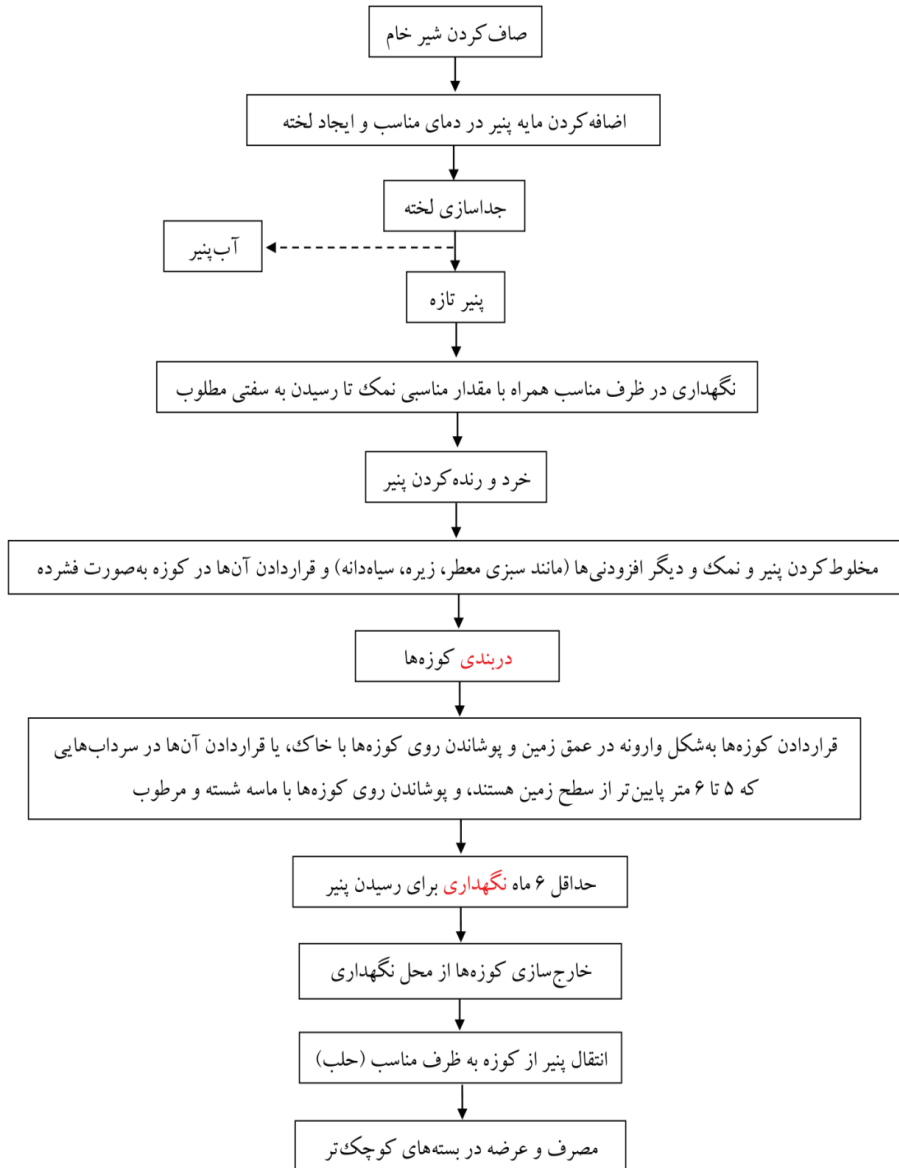 صاف‌کردن شیر خام
اضافه‌کردن مایه پنیر در دمای مناسب و ایجاد لخته
جداسازی لخته
آب‌پنیر
پنیر تازه
نگهداری در ظرف مناسب همراه با مقدار مناسبی نمک تا رسیدن به سفتی مطلوب
خرد و رنده‌کردن پنیر
مخلوط‌کردن پنیر و نمک و دیگر افزودنی‌ها (مانند سبزی معطر، زیره، سیاه‌دانه) و قراردادن آن‌ها در کوزه به‌صورت فشرده
دربندی کوزه‌ها
قراردادن کوزه‌ها به‌شکل وارونه در عمق زمین و پوشاندن روی کوزه‌ها با خاک، یا قراردادن آن‌ها در سرداب‌هایی
که ۵ تا ۶ متر پایین‌تر از سطح زمین هستند، و پوشاندن روی کوزه‌ها با ماسه شسته و مرطوب
حداقل ۶ ماه نگهداری برای رسیدن پنیر
خارج‌سازی کوزه‌ها از محل نگهداری
انتقال پنیر از کوزه به ظرف مناسب (حلب)
مصرف و عرضه در بسته‌های کوچک‌تر